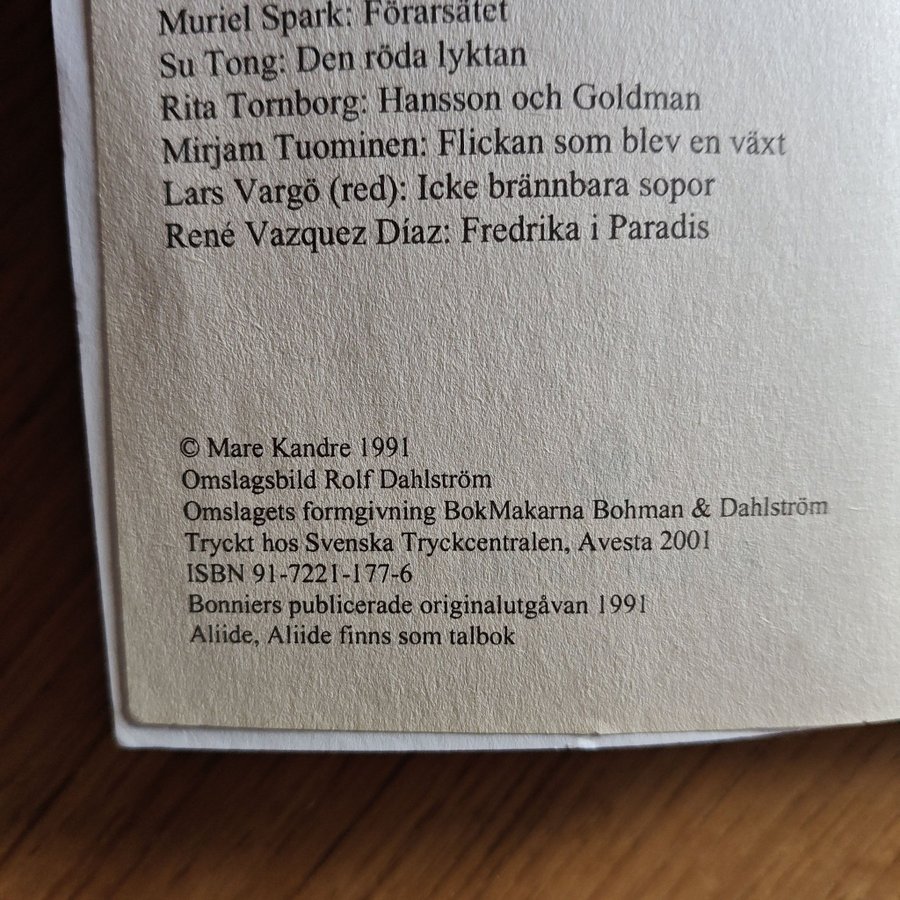 Muriel Spark: Förarsätet
Su Tong: Den röda lyktan
Rita Tornborg: Hansson och Goldman
Mirjam Tuominen: Flickan som blev en växt
Lars Vargö (red): Icke brännbara sopor
René Vazquez Díaz: Fredrika i Paradis
© Mare Kandre 1991
Omslagsbild Rolf Dahlström
Omslagets formgivning BokMakarna Bohman & Dahlström
Tryckt hos Svenska Tryckcentralen, Avesta 2001
ISBN 91-7221-177-6
Bonniers publicerade originalutgåvan 1991
Aliide, Aliide finns som talbok